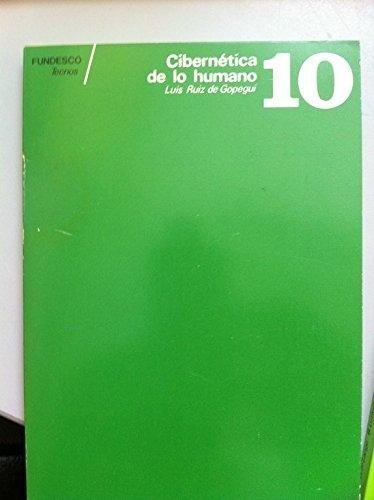 FUNDESCO/
Tecnos
Cibernética
de lo humano
Luis Ruiz de Gopegui
10